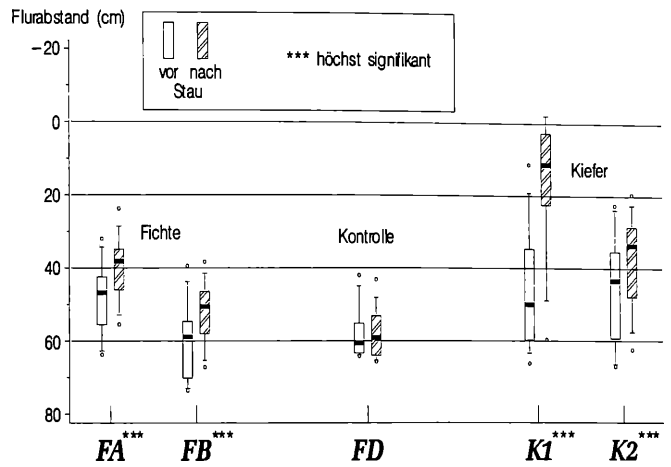 Flurabstand (cm)
-20
0
20
40
60
80
vor nach
Stau
*** höchst signifikant
Fichte
Kontrolle
Kiefer
FA***
FB***
FD
K1***
K2***